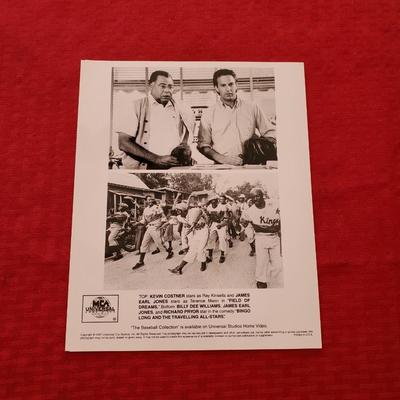 Kings
TOP: KEVIN COSTNER stars as Ray Kinsella and JAMES
EARL JONES stars as Terence Mann in "FIELD OF
DREAMS." Bottom: BILLY DEE WILLIAMS, JAMES EARL
JONES, and RICHARD PRYOR star in the comedy "BINGO
LONG AND THE TRAVELLING ALL-STARS."
"The Baseball Collection" is available on Universal Studios Home Video.
MCA
UNIVERSAL